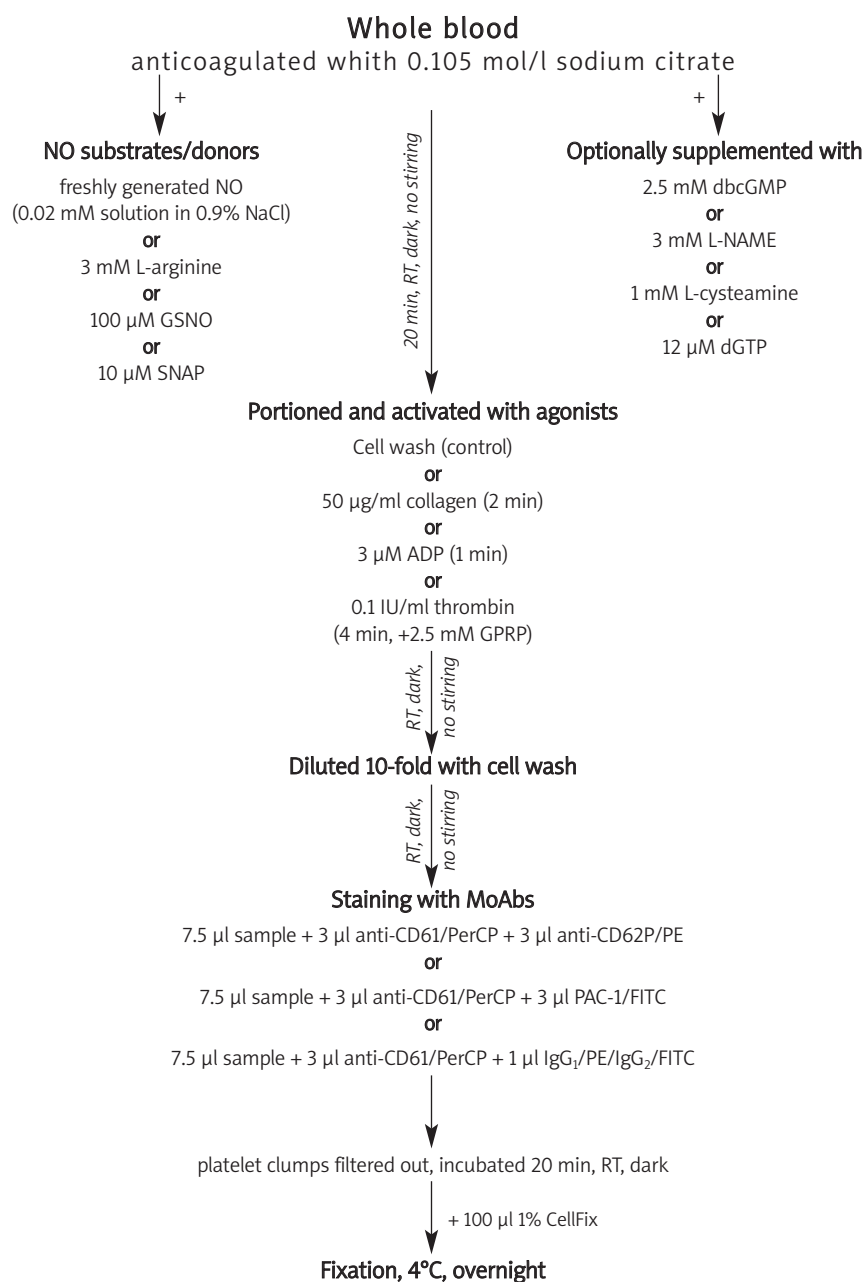 Whole blood
anticoagulated whith 0.105 mol/l sodium citrate
+
+
NO substrates/donors
freshly generated NO
(0.02 mM solution in 0.9% NaCl)
or
3 mM L-arginine
or
100 µM GSNO
or
10 µM SNAP
20 min, RT, dark, no stirring
Optionally supplemented with
2.5 mM dbcGMP
or
3 mM L-NAME
or
1 mM L-cysteamine
or
12 µM dGTP
Portioned and activated with agonists
Cell wash (control)
or
50 µg/ml collagen (2 min)
or
3 µM ADP (1 min)
or
0.1 IU/ml thrombin
(4 min, +2.5 mM GPRP)
RT, dark,
no stirring
Diluted 10-fold with cell wash
RT, dark,
no stirring
Staining with MoAbs
7.5 µl sample + 3 µl anti-CD61/PerCP + 3 µl anti-CD62P/PE
or
7.5 µl sample + 3 µl anti-CD61/PerCP + 3 µl PAC-1/FITC
or
7.5 µl sample + 3 µl anti-CD61/PerCP + 1 µl IgG₁/PE/IgG₂/FITC
platelet clumps filtered out, incubated 20 min, RT, dark
+ 100 µl 1% CellFix
Fixation, 4°C, overnight